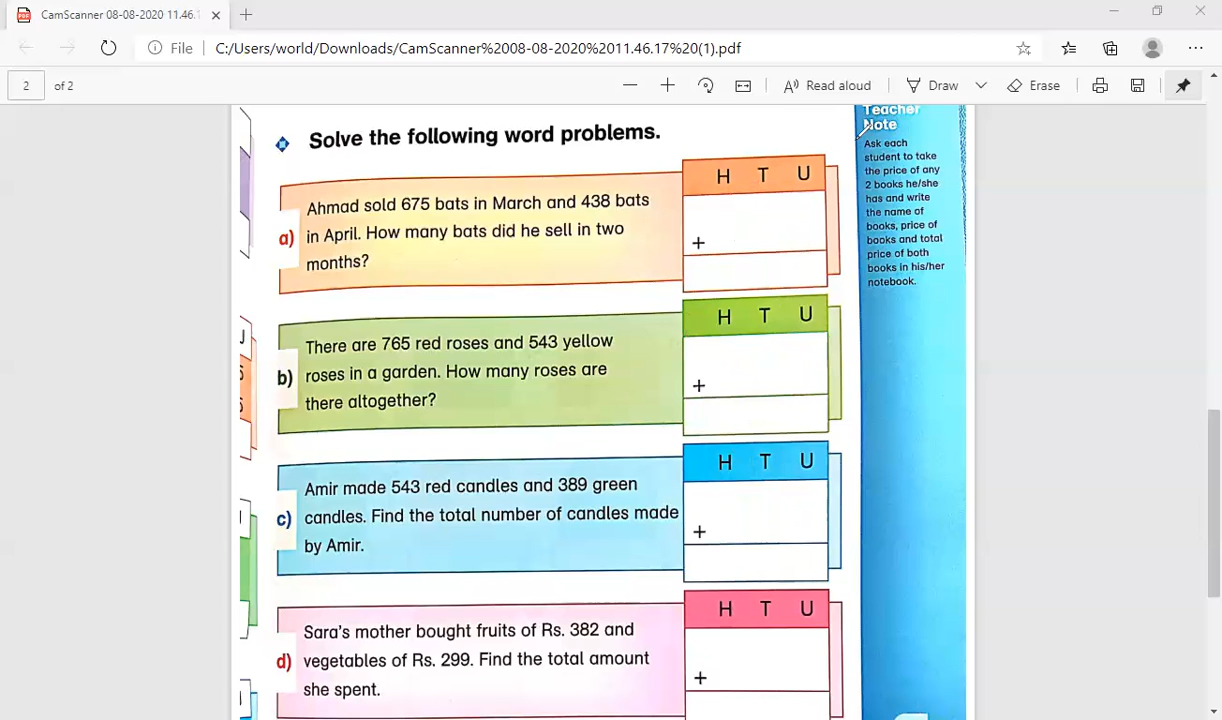 CamScanner 08-08-2020 11.46.1
File
C:/Users/world/Downloads/CamScanner%2008-08-2020%2011.46.17%20(1).pdf
2
of 2
Read aloud
Draw
Erase
Solve the following word problems.
Teacher
Note
Ask each
student to take
the price of any
2 books he/she
has and write
the name of
books, price of
books and total
price of both
books in his/her
notebook.
a)
Ahmad sold 675 bats in March and 438 bats
in April. How many bats did he sell in two
months?
H T U
+
b)
There are 765 red roses and 543 yellow
roses in a garden. How many roses are
there altogether?
H T U
+
c)
Amir made 543 red candles and 389 green
candles. Find the total number of candles made
by Amir.
H T U
+
d)
Sara's mother bought fruits of Rs. 382 and
vegetables of Rs. 299. Find the total amount
she spent.
H T U
+